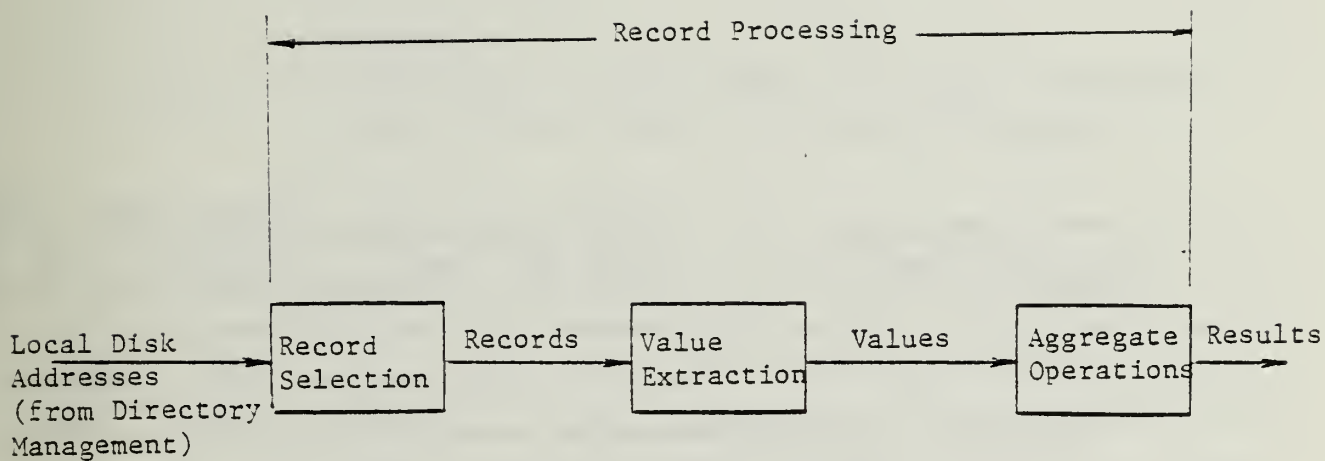 Record Processing
Local Disk
Addresses
(from Directory
Management)
Record
Selection
Records
Value
Extraction
Values
Aggregate
Operations
Results